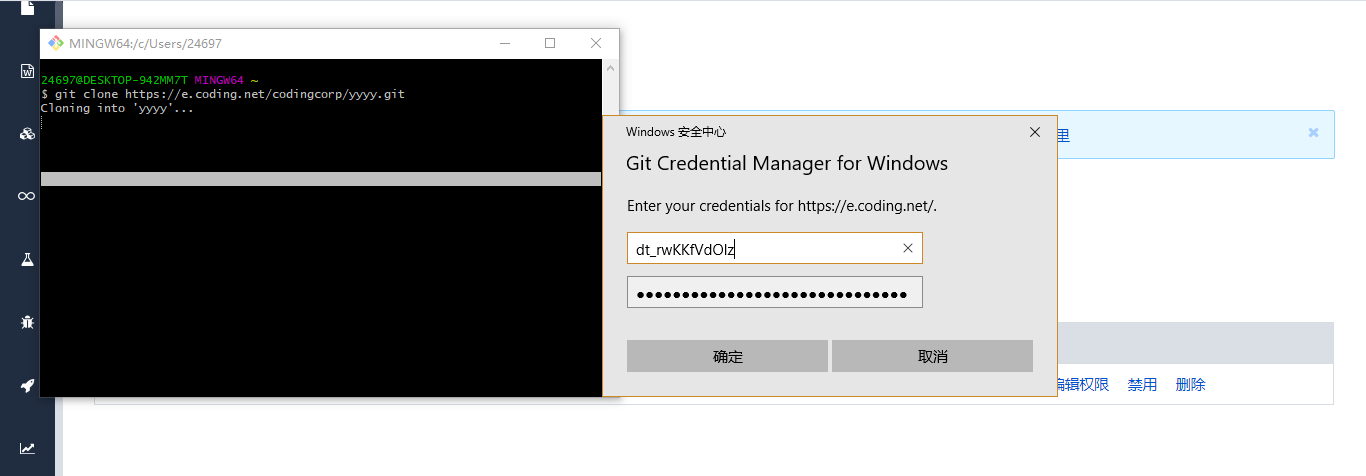 MINGW64:/c/Users/24697
24697@DESKTOP-942MM7T MINGW64 ~
$ git clone https://e.coding.net/codingcorp/yyyy.git
Cloning into 'yyyy'...
Windows 安全中心
里
Git Credential Manager for Windows
Enter your credentials for https://e.coding.net/.
dt_rwKKfVdOIz
确定 取消
编辑权限 禁用 删除